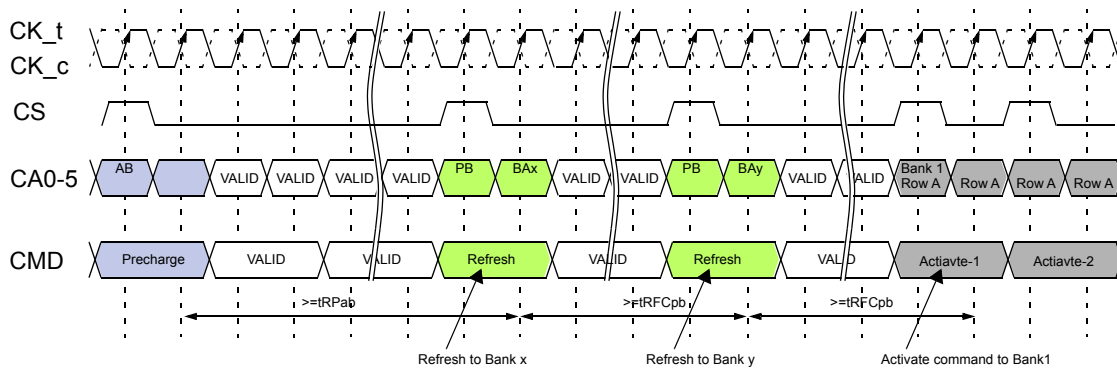 CK_t
CK_c
CS
CA0-5 AB VALID VALID VALID VALID PB BAx VALID VALID PB BAy VALID VALID Bank 1 Row A Row A Row A Row A
CMD Precharge VALID VALID Refresh VALID Refresh VALID Actiavte-1 Actiavte-2
>=tRPab >=tRFCpb >=tRFCpb
Refresh to Bank x Refresh to Bank y Activate command to Bank1